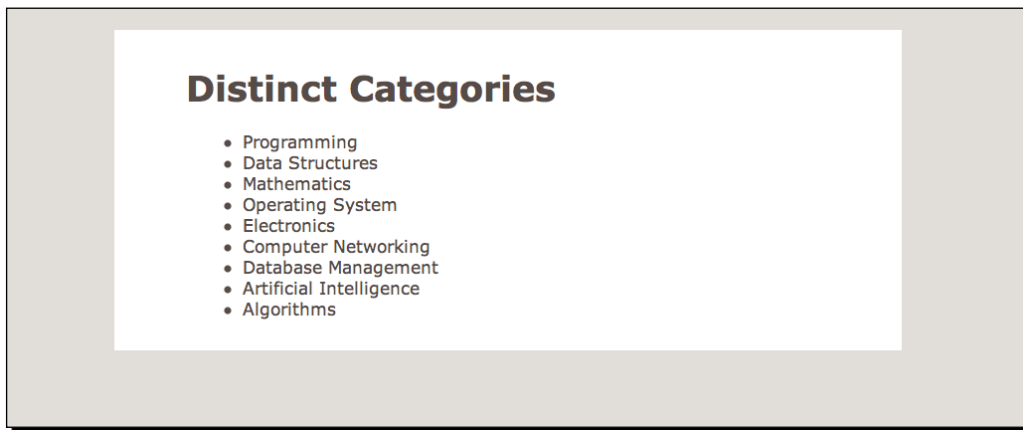 Distinct Categories
Programming
Data Structures
Mathematics
Operating System
Electronics
Computer Networking
Database Management
Artificial Intelligence
Algorithms